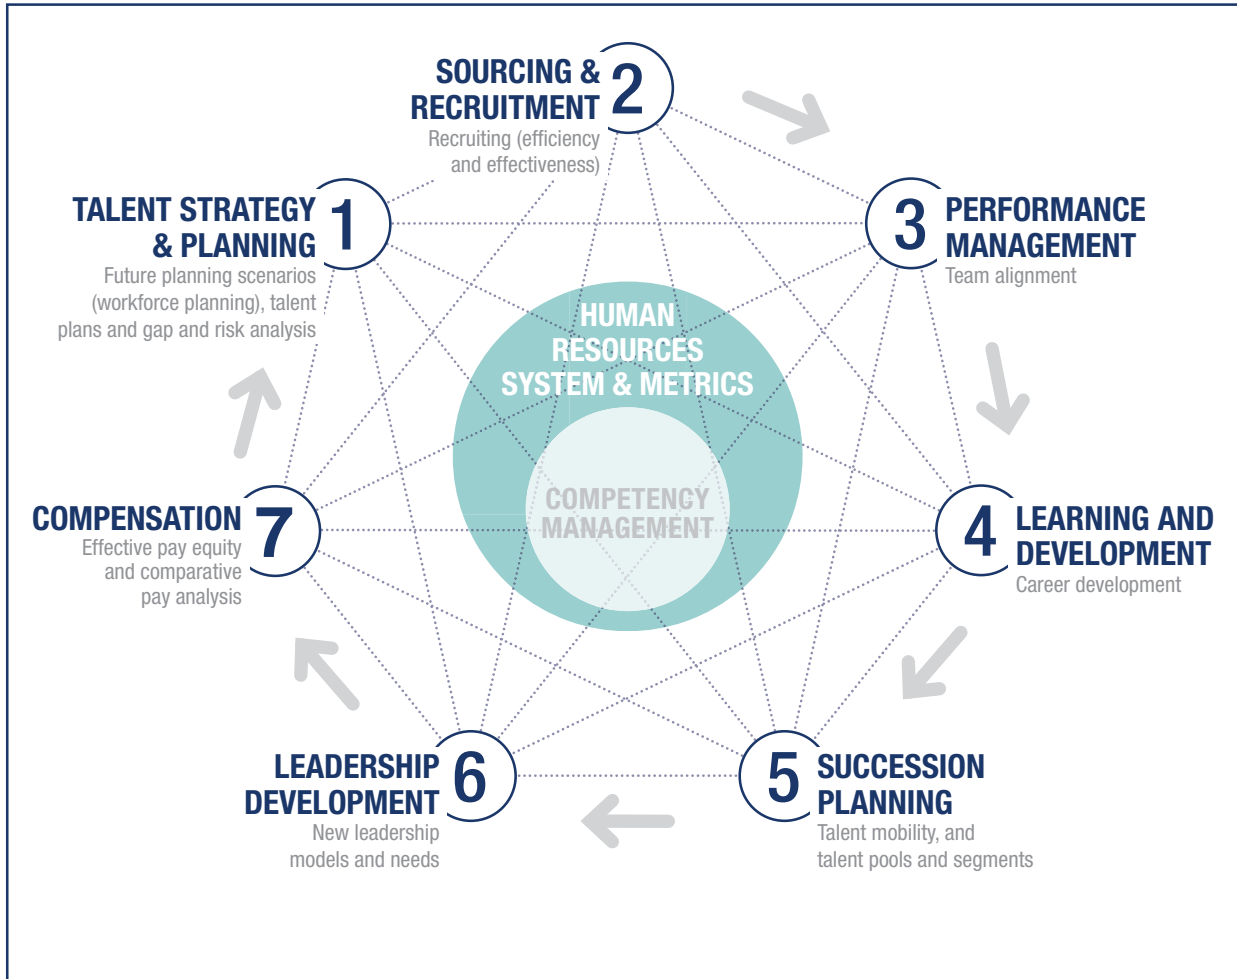 SOURCING &
RECRUITMENT
2
Recruiting (efficiency
and effectiveness)
TALENT STRATEGY
& PLANNING
1
Future planning scenarios
(workforce planning), talent
plans and gap and risk analysis
3
PERFORMANCE
MANAGEMENT
Team alignment
HUMAN
RESOURCES
SYSTEM & METRICS
COMPETENCY
MANAGEMENT
COMPENSATION
7
Effective pay equity
and comparative
pay analysis
4
LEARNING AND
DEVELOPMENT
Career development
LEADERSHIP
DEVELOPMENT
6
New leadership
models and needs
5
SUCCESSION
PLANNING
Talent mobility, and
talent pools and segments